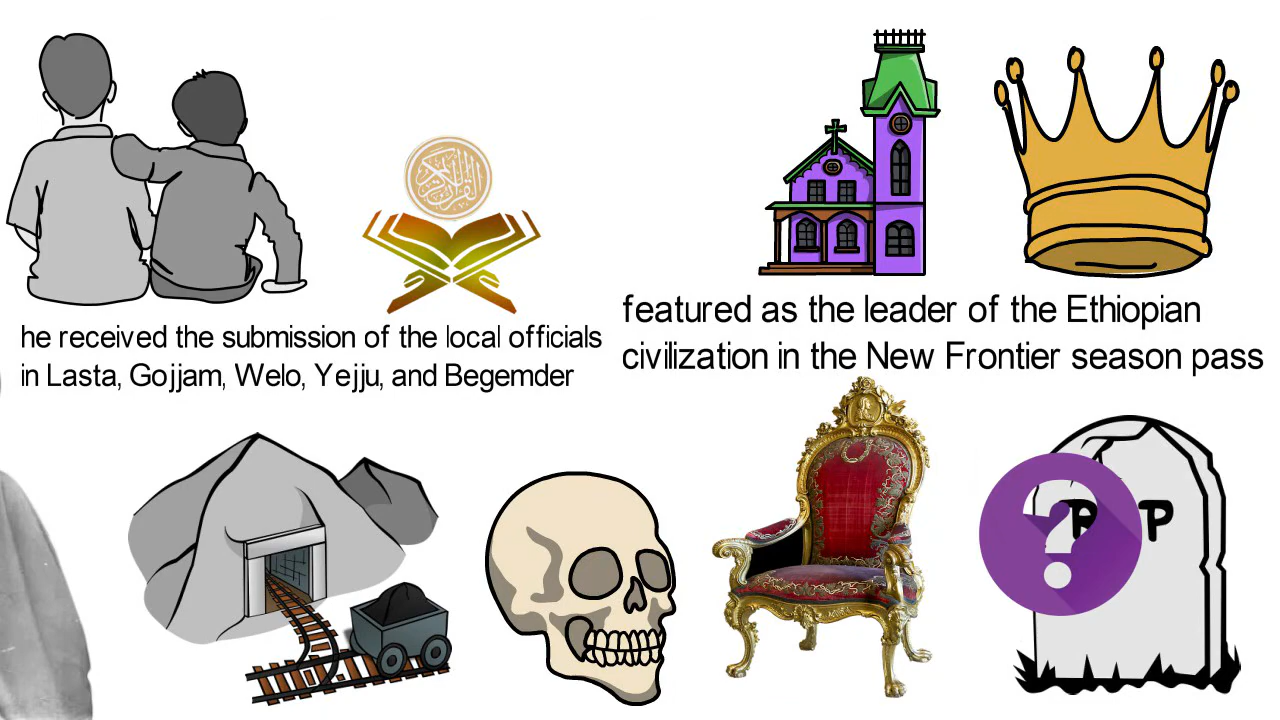 he received the submission of the local officials
in Lasta, Gojjam, Welo, Yejju, and Begemder
featured as the leader of the Ethiopian
civilization in the New Frontier season pass
?
R P